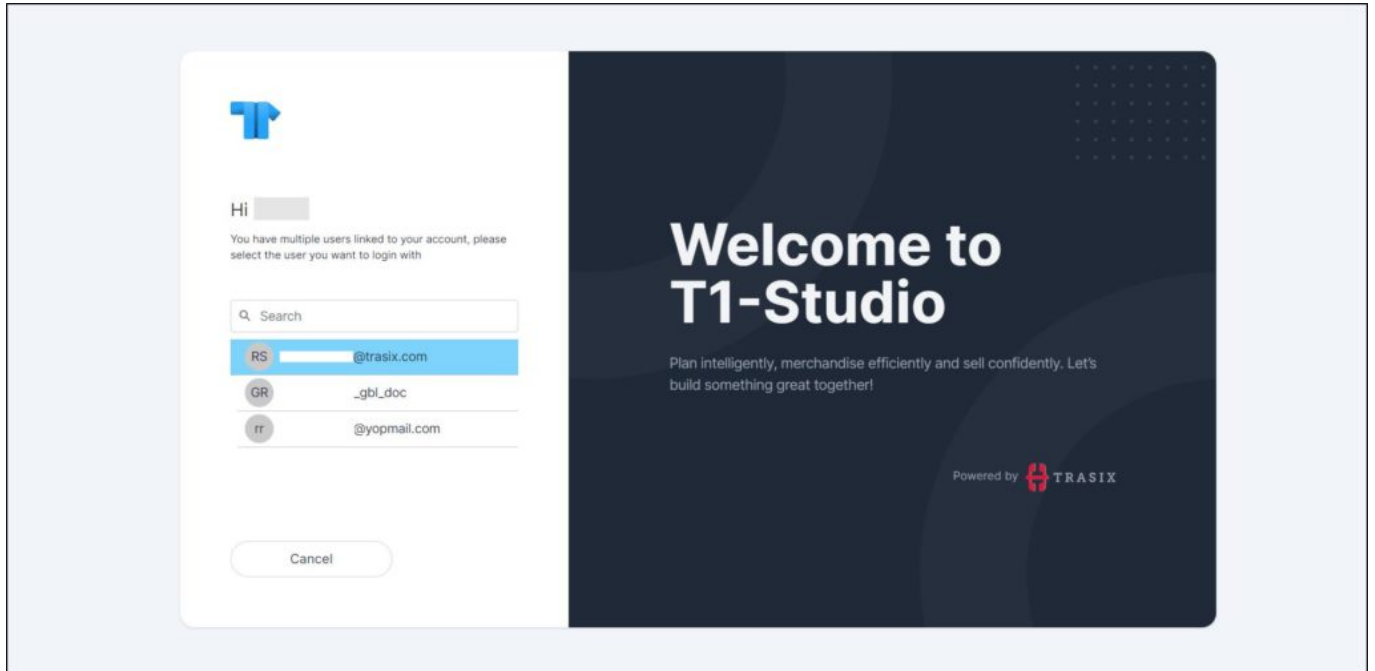 Hi
You have multiple users linked to your account, please
select the user you want to login with
Search
RS @trasix.com
GR _gbl_doc
rr @yopmail.com
Cancel
Welcome to
T1-Studio
Plan intelligently, merchandise efficiently and sell confidently. Let's
build something great together!
Powered by TRASIX